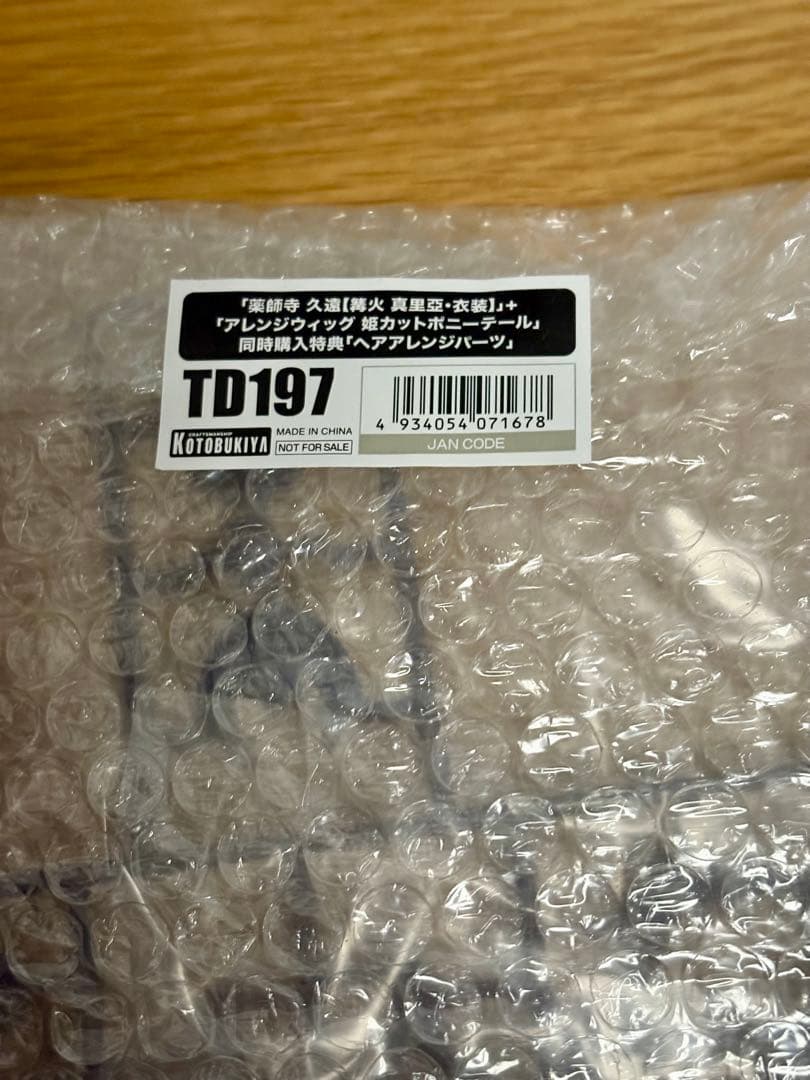 「薬師寺 久遠【篝火 真里亞・衣装】」+
「アレンジウィッグ 姫カットポニーテール」
同時購入特典「ヘアアレンジパーツ」
TD197
CRAFTSMANSHIP
KOTOBUKIYA
MADE IN CHINA
NOT FOR SALE
4 934054 071678
JAN CODE